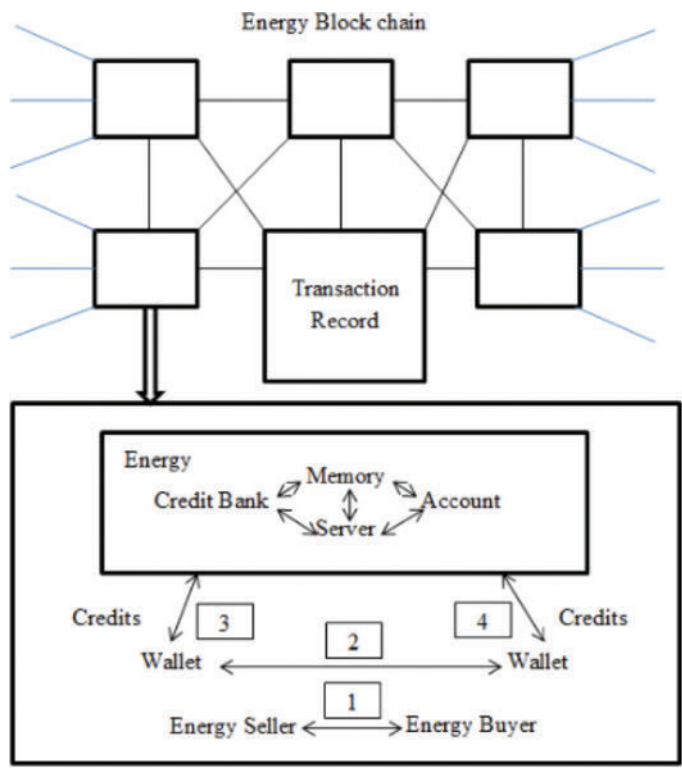 Energy Block chain
Transaction
Record
Energy
Memory
Credit Bank
Account
Server
Credits
3
4
Credits
2
Wallet
Wallet
1
Energy Seller
Energy Buyer